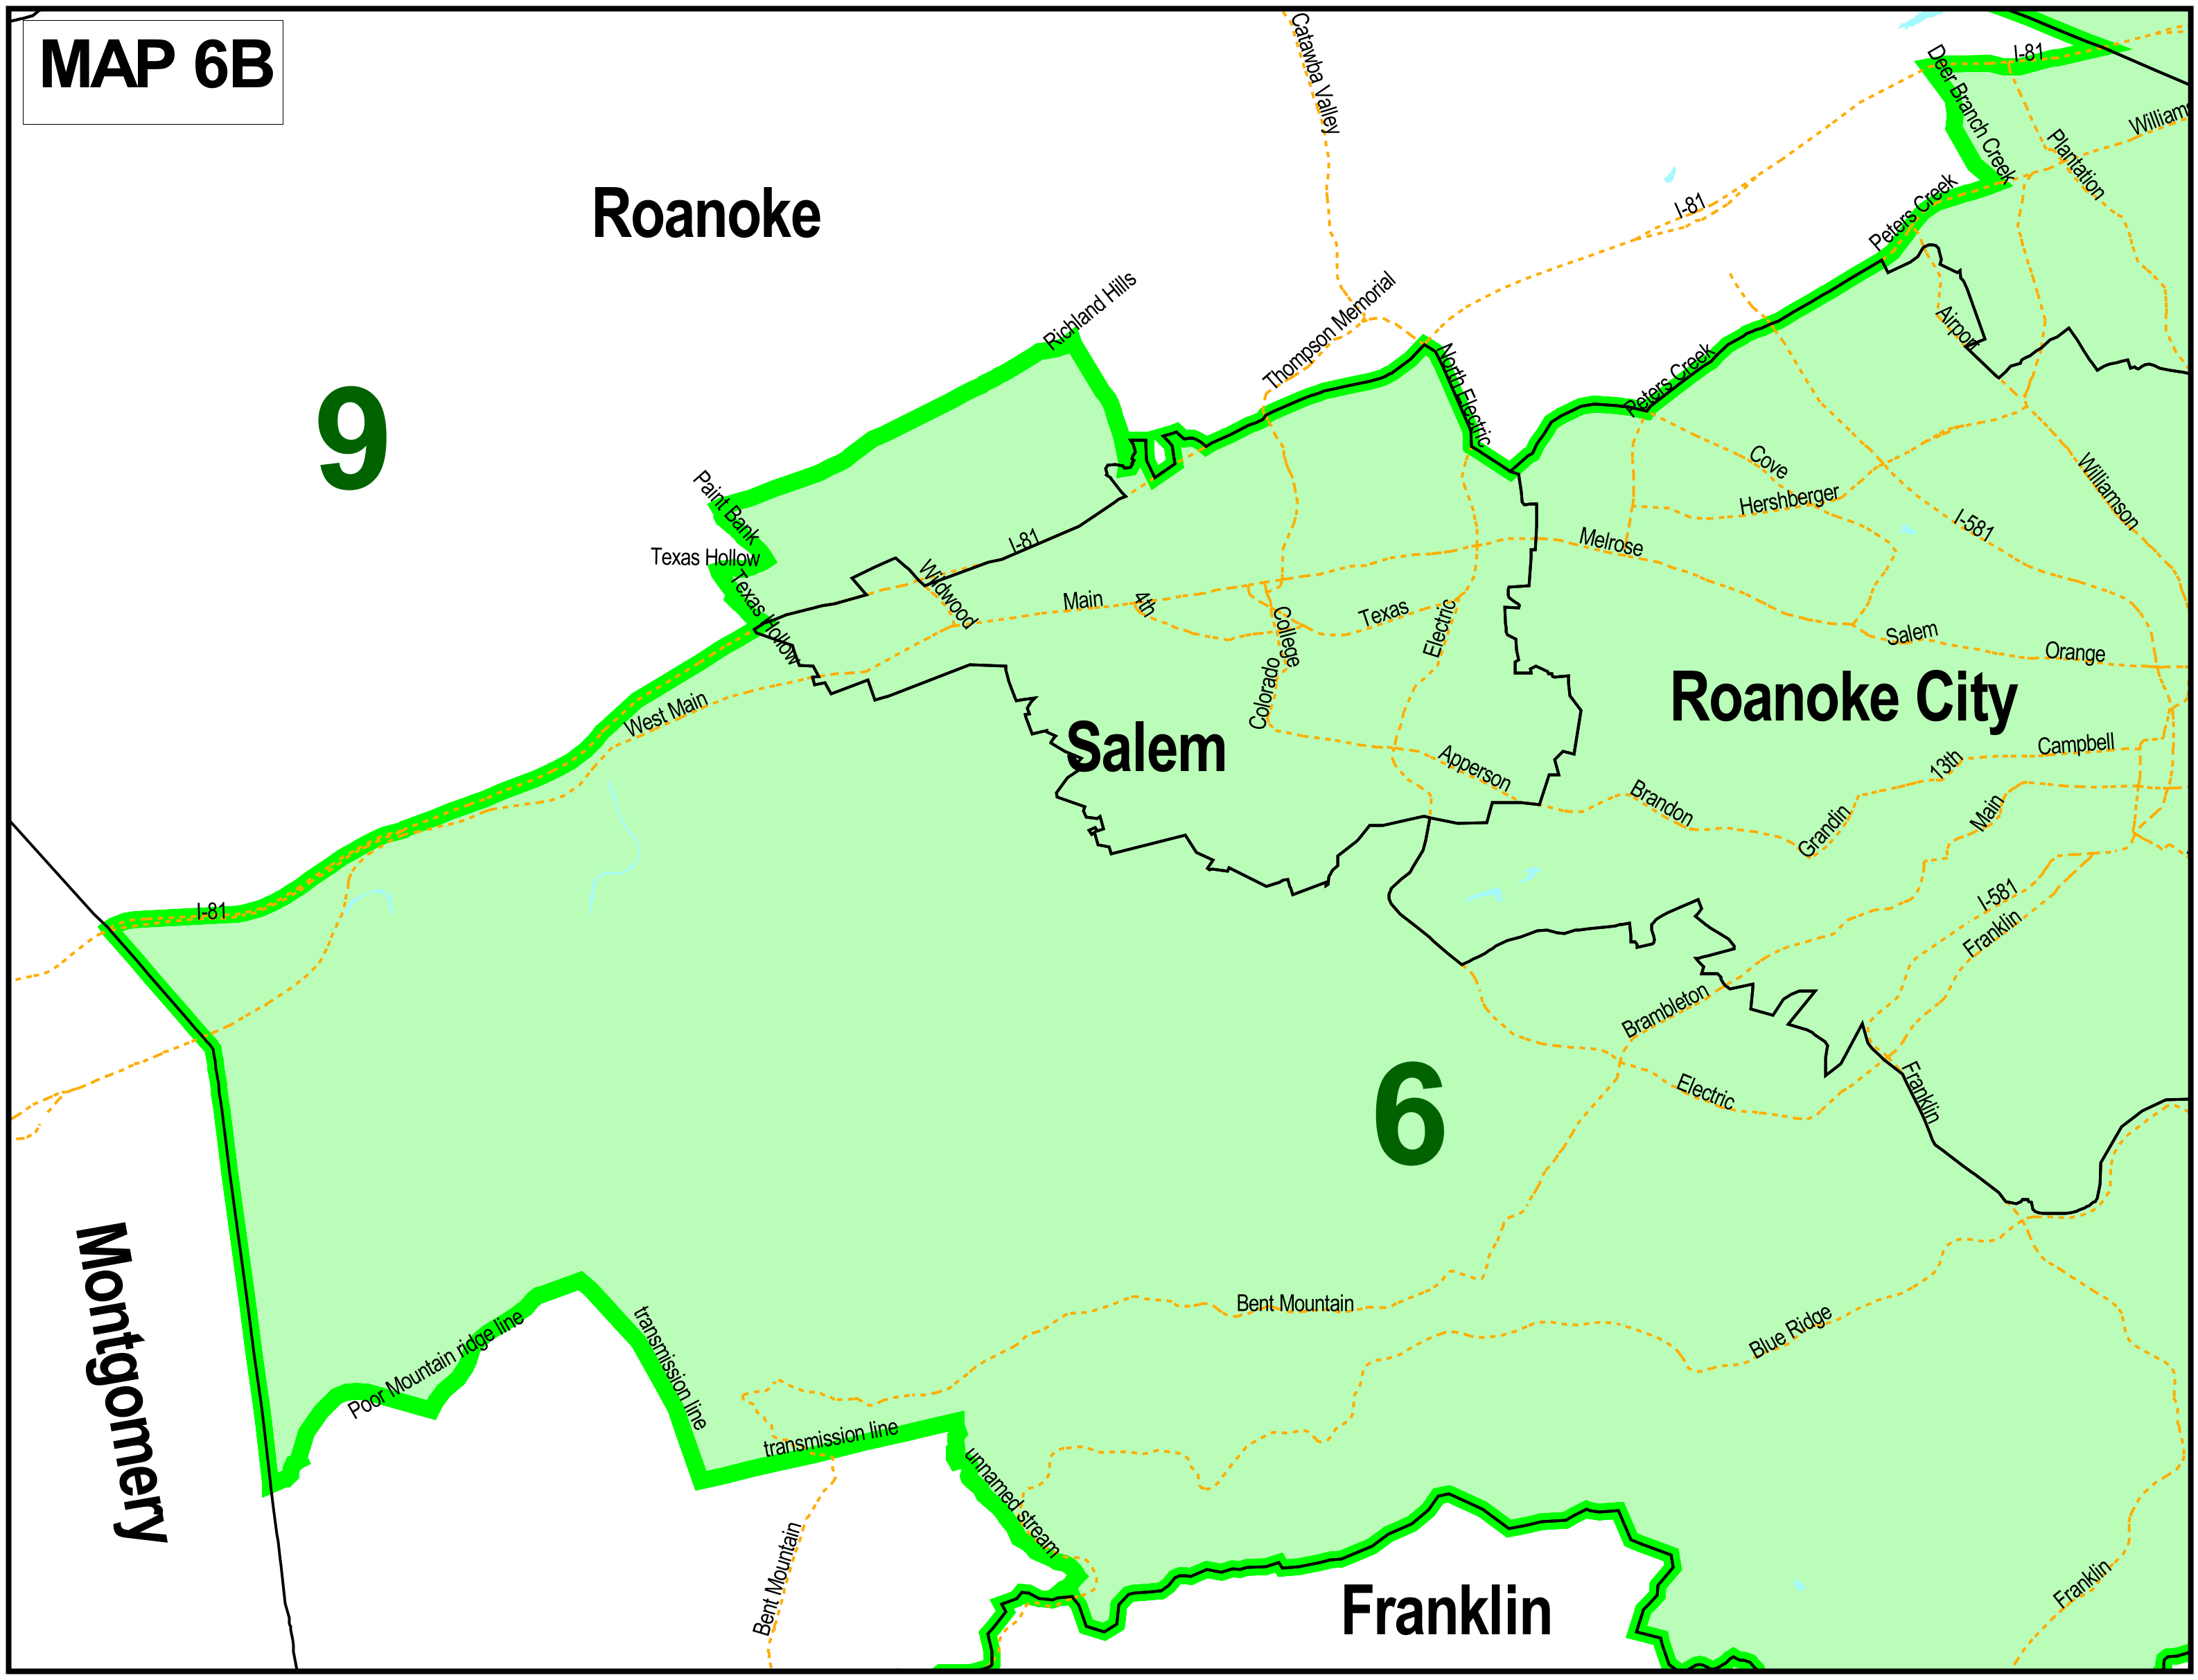 MAP 6B
Catawba Valley
I-81
Deer Branch Creek
Williams
Plantation
Roanoke
Peters Creek
I-81
Richland Hills
Thompson Memorial
Airport
North Electric
Peters Creek
9
Paint Bank
Cove
Hershberger
Williamson
I-581
Texas Hollow
I-81
Melrose
Texas Hollow
Wildwood
Main
4th
College
Texas
Electric
Salem
Orange
Roanoke City
West Main
Colorado
Salem
Apperson
Campbell
13th
Brandon
Grandin
Main
I-81
I-581
Franklin
Brambleton
6
Electric
Franklin
Montgomery
Bent Mountain
Blue Ridge
Poor Mountain ridge line
transmission line
transmission line
unnamed stream
Bent Mountain
Franklin
Franklin